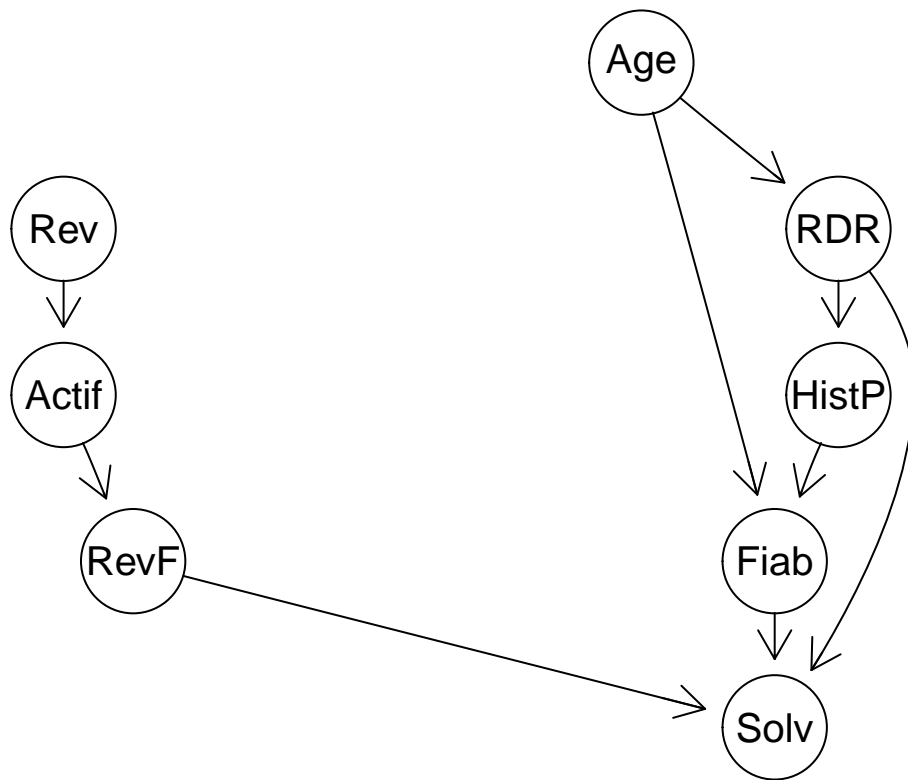 Age
Rev
RDR
Actif
HistP
RevF
Fiab
Solv